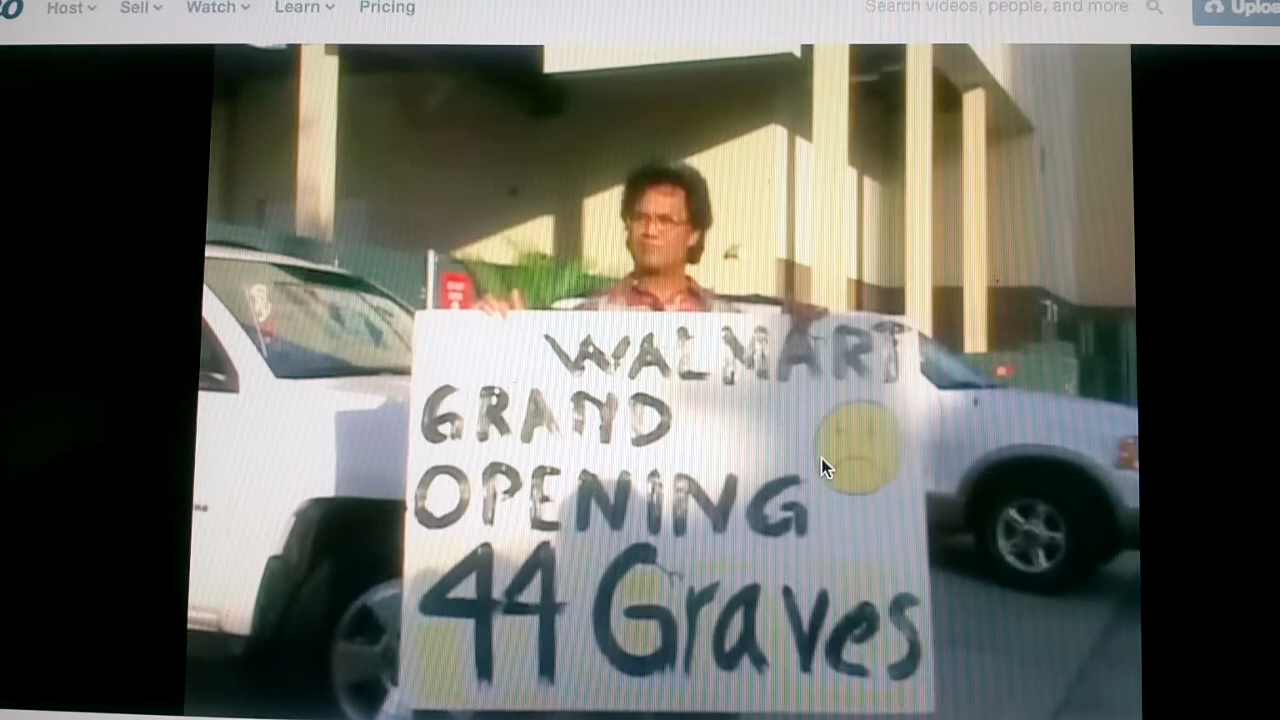 Host Sell Watch Learn Pricing Search videos, people, and more
WALMART
GRAND
OPENING
44 Graves